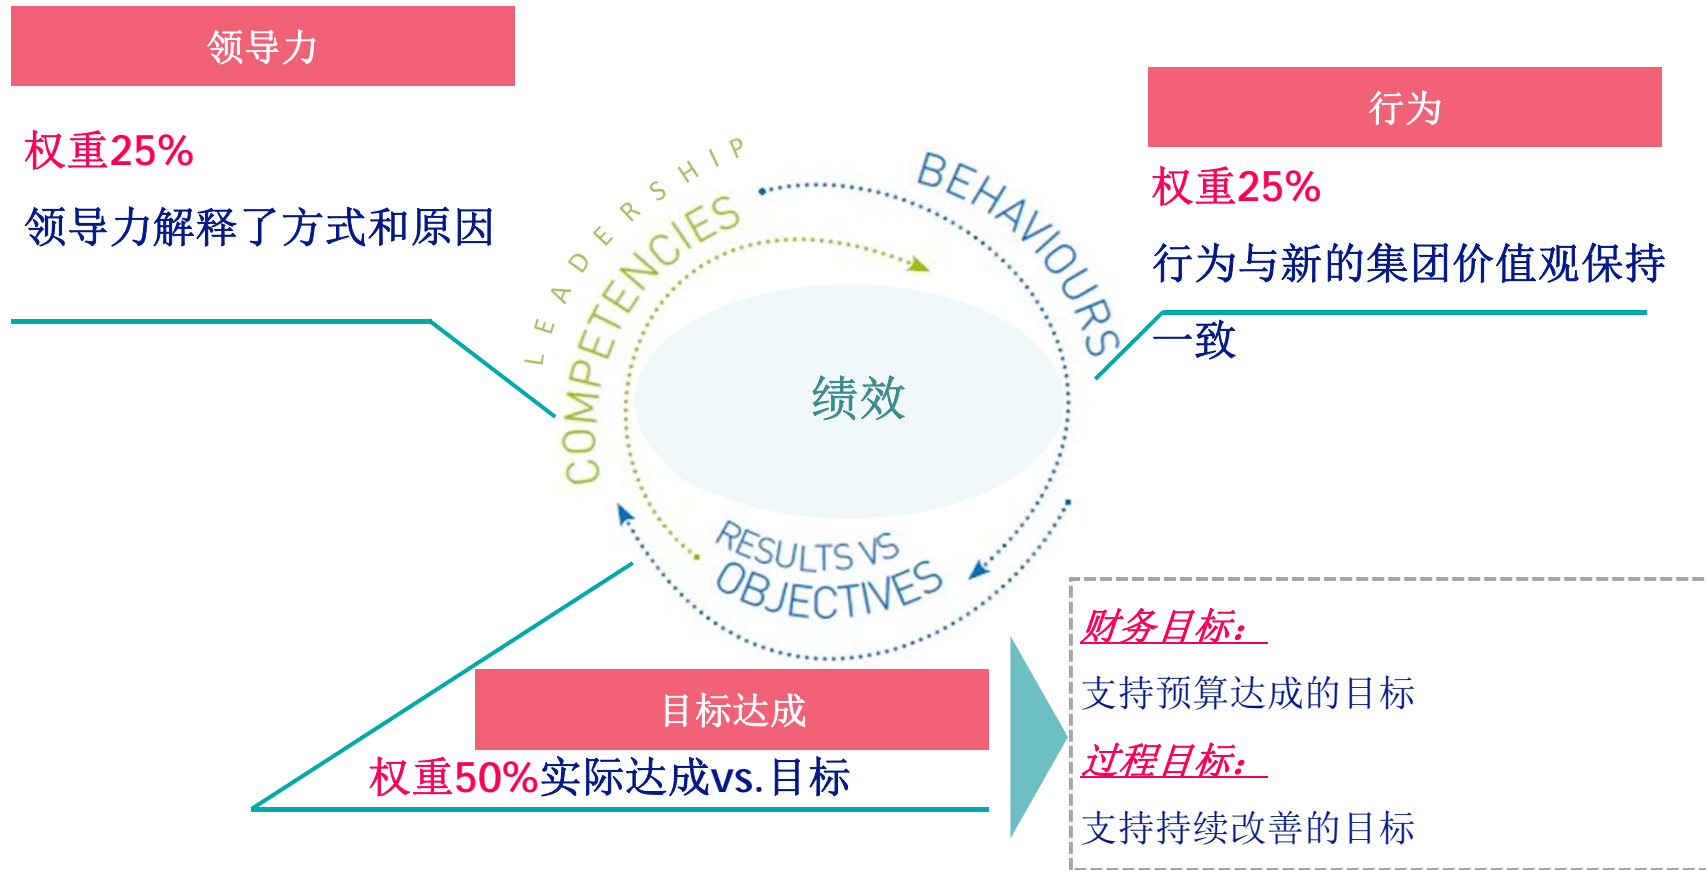 领导力
权重25%
领导力解释了方式和原因
行为
权重25%
行为与新的集团价值观保持
一致
LEADERSHIP
COMPETENCIES
BEHAVIOURS
绩效
RESULTS VS
OBJECTIVES
目标达成
权重50%实际达成vs.目标
财务目标：
支持预算达成的目标
过程目标：
支持持续改善的目标